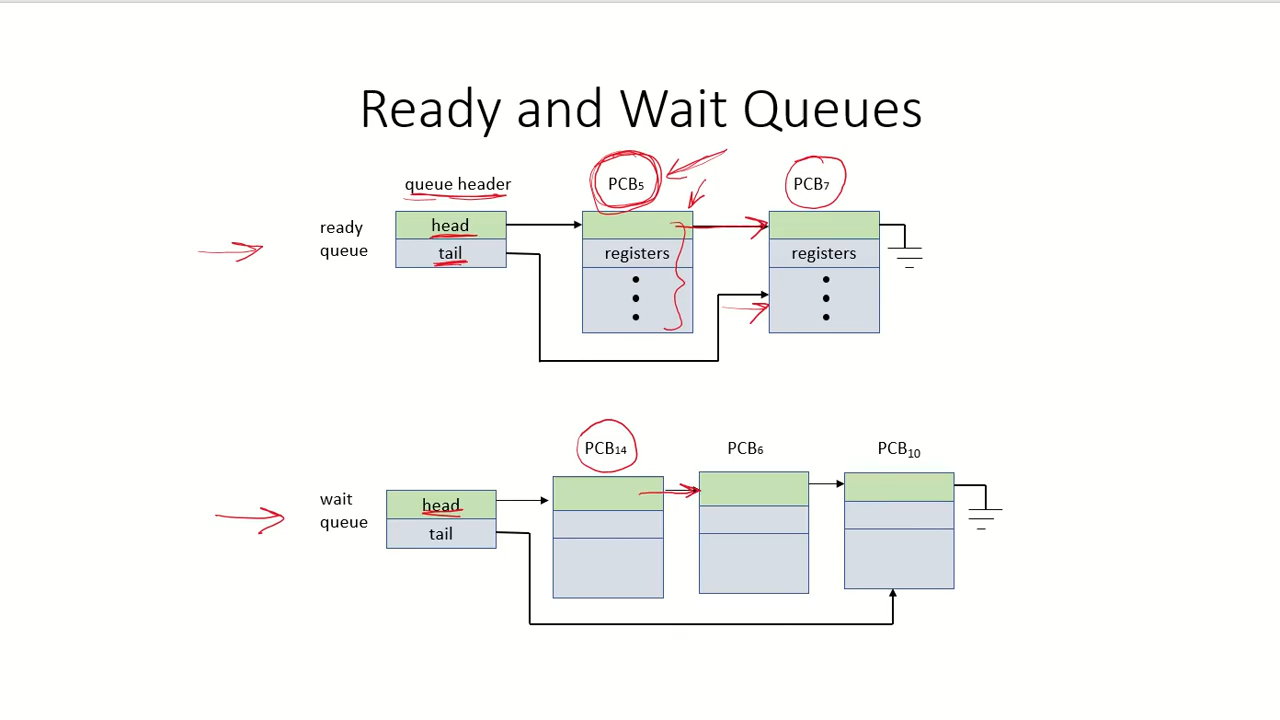 Ready and Wait Queues
queue header
PCB5
PCB7
ready
queue
head
tail
registers
registers
PCB14
PCB6
PCB10
wait
queue
head
tail